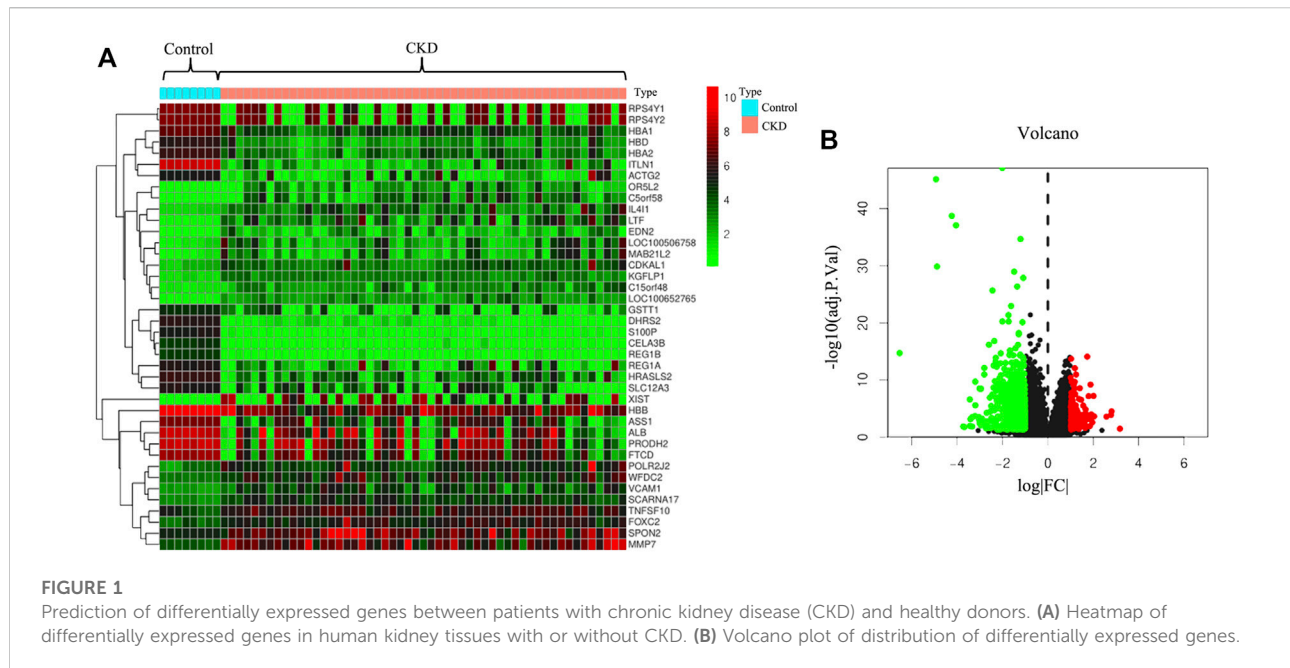 A
Control
CKD
Type
RPS4Y1
RPS4Y2
HBA1
HBD
HBA2
ITLN1
ACTG2
OR5L2
C5orf58
IL4I1
LTF
EDN2
LOC100506758
MAB21L2
CDKAL1
KGFLP1
C15orf48
LOC100652765
GSTT1
DHRS2
S100P
CELA3B
REG1B
REG1A
HRASLS2
SLC12A3
XIST
HBB
ASS1
ALB
PRODH2
FTCD
POLR2J2
WFDC2
VCAM1
SCARNA17
TNFSF10
FOXC2
SPON2
MMP7
10
8
6
4
2
Type
Control
CKD
B
Volcano
-log10(adj.P.Val)
40
30
20
10
0
-6 -4 -2 0 2 4 6
log|FC|
FIGURE 1
Prediction of differentially expressed genes between patients with chronic kidney disease (CKD) and healthy donors. (A) Heatmap of
differentially expressed genes in human kidney tissues with or without CKD. (B) Volcano plot of distribution of differentially expressed genes.